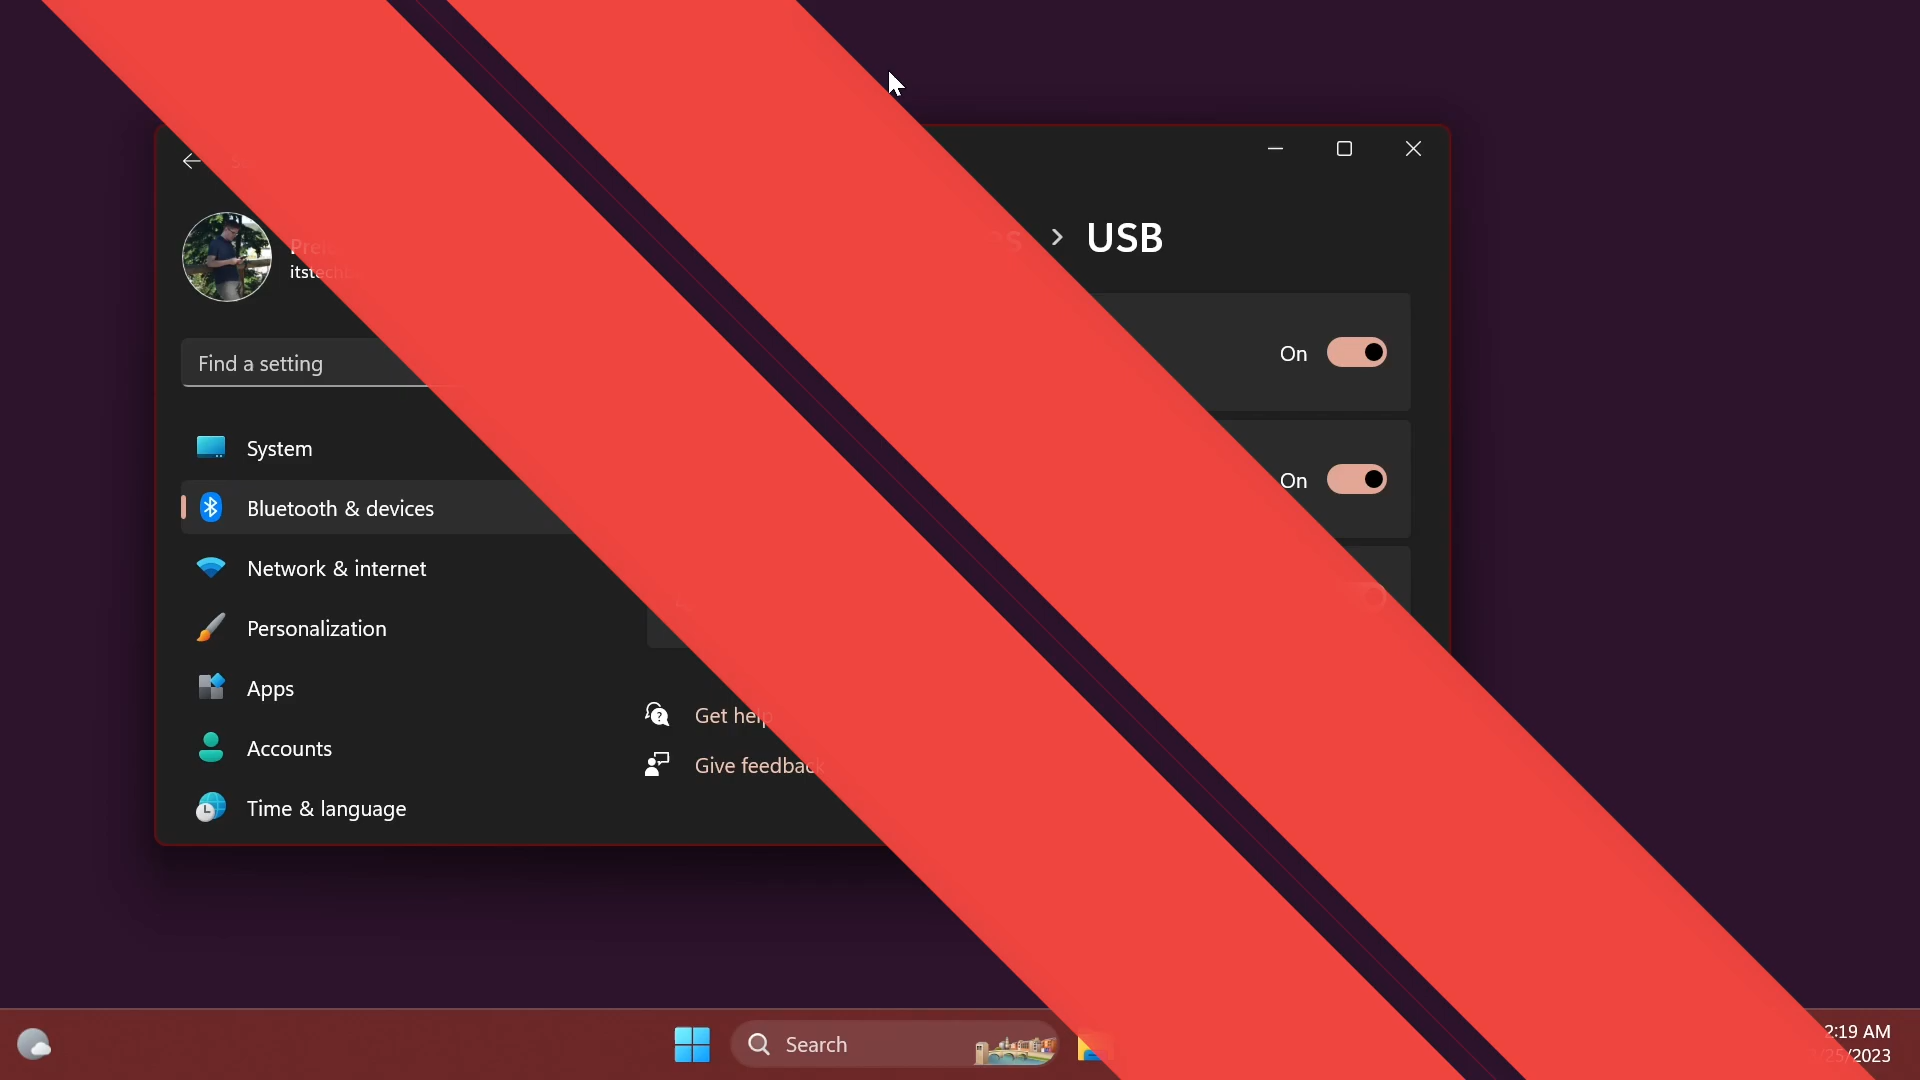 › USB
itstech
On
Find a setting
System
On
Bluetooth & devices
Network & internet
Personalization
Apps
Get help
Accounts
Give feedback
Time & language
Search
2:19 AM
/25/2023